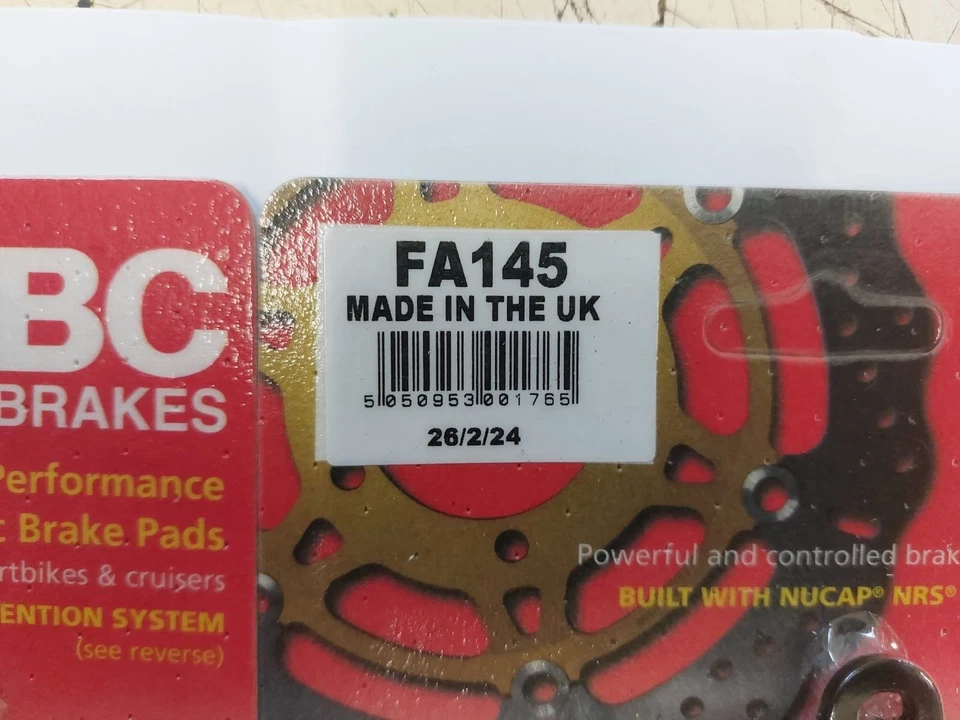 BC
BRAKES
Performance
c Brake Pads
rtbikes & cruisers
ENTION SYSTEM
(see reverse)
FA145
MADE IN THE UK
5 050953 001765
26/2/24
Powerful and controlled brak
BUILT WITH NUCAP® NRS®